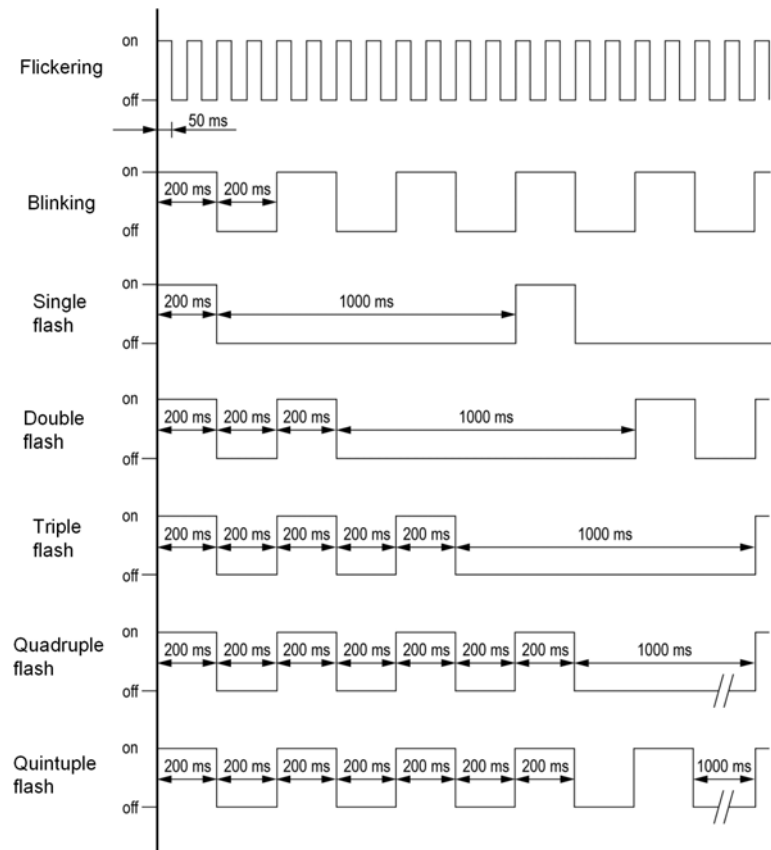 on
Flickering
off
50 ms
on
200 ms 200 ms
Blinking
off
on
200 ms 1000 ms
Single
flash
off
on
200 ms 200 ms 200 ms 1000 ms
Double
flash
off
on
200 ms 200 ms 200 ms 200 ms 200 ms 1000 ms
Triple
flash
off
on
200 ms 200 ms 200 ms 200 ms 200 ms 200 ms 200 ms 1000 ms
Quadruple
flash
off
on
200 ms 200 ms 200 ms 200 ms 200 ms 200 ms 200 ms 1000 ms
Quintuple
flash
off